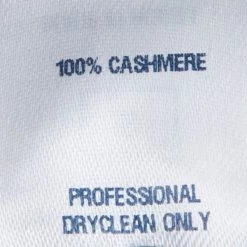 100% CASHMERE
PROFESSIONAL
DRYCLEAN ONLY